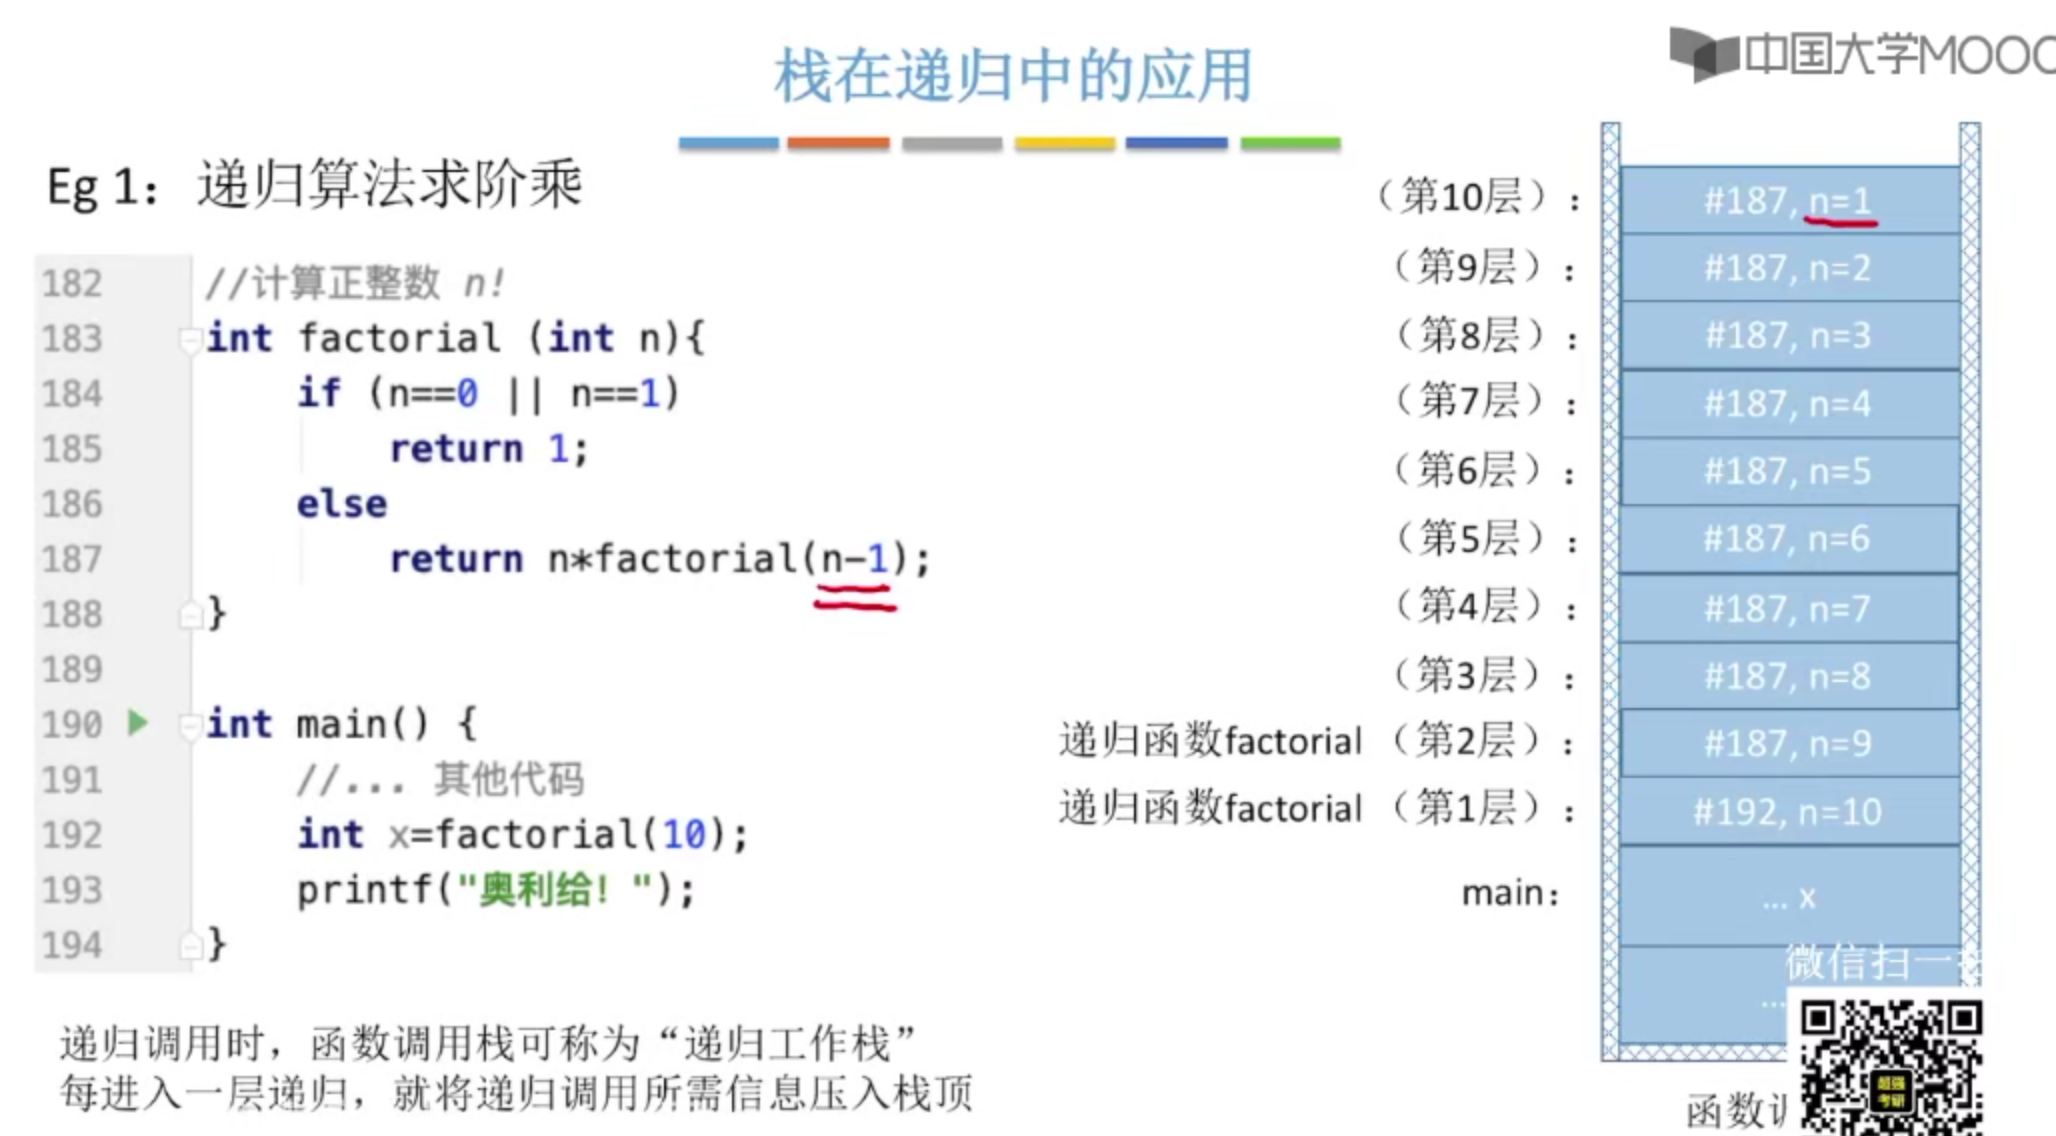 栈在递归中的应用
中国大学MOOC
Eg 1：递归算法求阶乘
182 //计算正整数 n!
183 int factorial (int n){
184 if (n==0 || n==1)
185 return 1;
186 else
187 return n*factorial(n-1);
188 }
189
190 int main() {
191 //... 其他代码
192 int x=factorial(10);
193 printf("奥利给！");
194 }
递归调用时，函数调用栈可称为“递归工作栈”
每进入一层递归，就将递归调用所需信息压入栈顶
（第10层）： #187, n=1
（第9层）： #187, n=2
（第8层）： #187, n=3
（第7层）： #187, n=4
（第6层）： #187, n=5
（第5层）： #187, n=6
（第4层）： #187, n=7
（第3层）： #187, n=8
递归函数factorial （第2层）： #187, n=9
递归函数factorial （第1层）： #192, n=10
main： ... x
微信扫一
...
超强
考研
函数